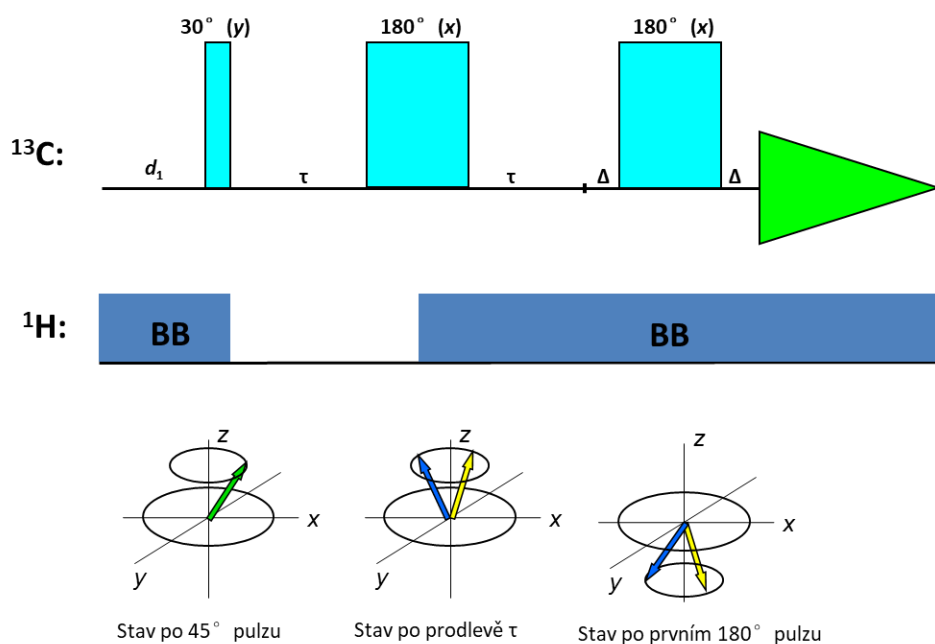 30° (y) 180° (x) 180° (x)
¹³C:
d₁ τ τ Δ Δ
¹H:
BB BB
z z z
x x x
y y y
Stav po 45° pulzu Stav po prodlevě τ Stav po prvním 180° pulzu